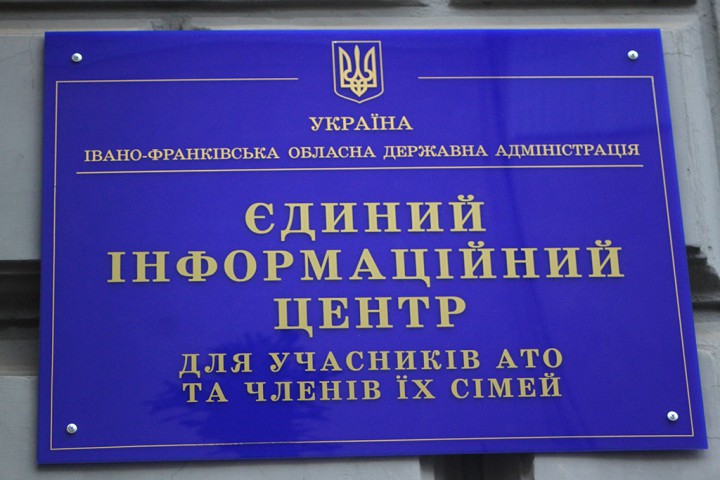 УКРАЇНА
ІВАНО-ФРАНКІВСЬКА ОБЛАСНА ДЕРЖАВНА АДМІНІСТРАЦІЯ
ЄДИНИЙ
ІНФОРМАЦІЙНИЙ
ЦЕНТР
ДЛЯ УЧАСНИКІВ АТО
ТА ЧЛЕНІВ ЇХ СІМЕЙ